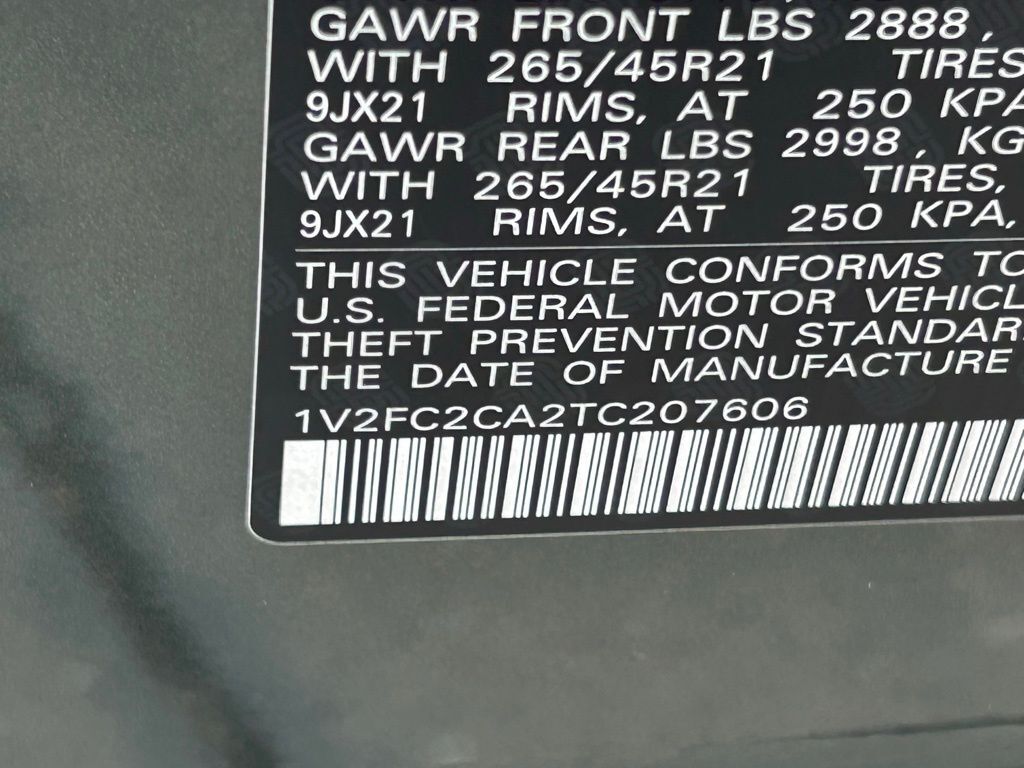 GAWR FRONT LBS 2888,
WITH 265/45R21 TIRES
9JX21 RIMS, AT 250 KPA
GAWR REAR LBS 2998, KG
WITH 265/45R21 TIRES,
9JX21 RIMS, AT 250 KPA,
THIS VEHICLE CONFORMS TO
U.S. FEDERAL MOTOR VEHICL
THEFT PREVENTION STANDAR
THE DATE OF MANUFACTURE
1V2FC2CA2TC207606